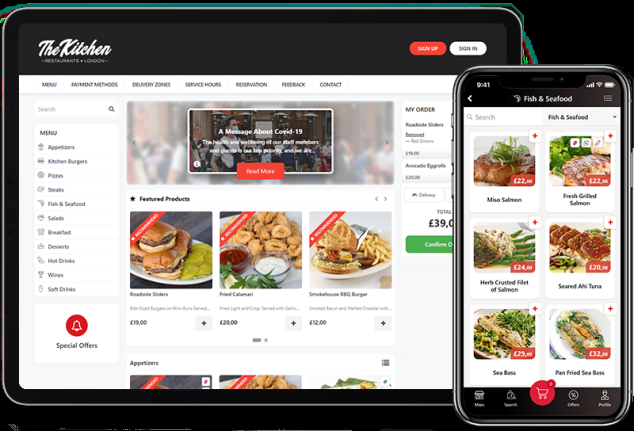 The Kitchen
RESTAURANTS • LONDON
SIGN UP
SIGN IN
MENU
PAYMENT METHODS
DELIVERY ZONES
SERVICE HOURS
RESERVATION
FEEDBACK
CONTACT
Search
MENU
Appetizers
Kitchen Burgers
Pizzas
Steaks
Fish & Seafood
Salads
Breakfast
Desserts
Hot Drinks
Wines
Soft Drinks
Special Offers
A Message About Covid-19
The health and wellbeing of our staff members
and guests is our top priority, and we are
Read More
Featured Products
RECOMMENDED
RECOMMENDED
RECOMMENDED
Roadside Sliders
Bite-Sized Burgers on Mini-Buns Served...
£19,00
Fried Calamari
Fried Light and Crisp. Served with Garlic...
£20,00
Smokehouse BBQ Burger
Smoked Bacon and Melted Cheddar with...
£12,00
Appetizers
MY ORDER
Roadside Sliders
Removed
— Red Onions
£19.00
Avocado Eggrolls
£20.00
Delivery
TOTAL
£39,0
Confirm O
9:41
Fish & Seafood
Search
Fish & Seafood
£22,00
Miso Salmon
£22,00
Fresh Grilled
Salmon
£24,00
Herb Crusted Filet
of Salmon
£20,00
Seared Ahi Tuna
£29,00
Sea Bass
£32,00
Pan Fried Sea Bass
Main
Search
Offers
Profile